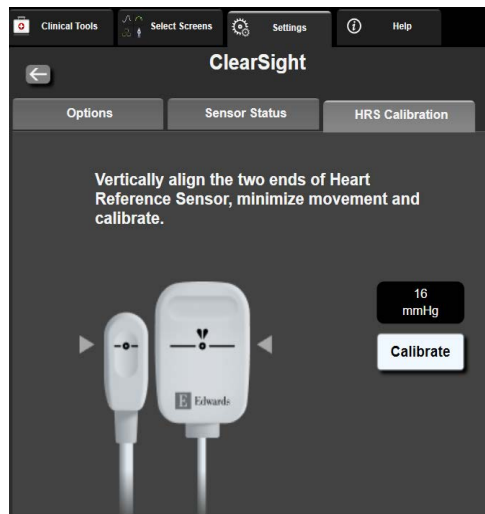 Clinical Tools
Select Screens
Settings
Help
ClearSight
Options
Sensor Status
HRS Calibration
Vertically align the two ends of Heart
Reference Sensor, minimize movement and
calibrate.
16
mmHg
Calibrate
E Edwards